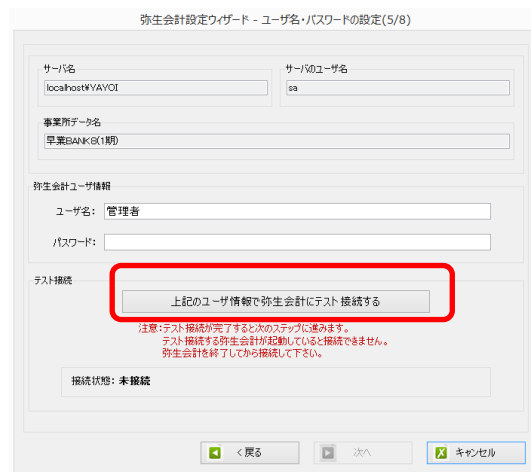 弥生会計設定ウィザード - ユーザ名・パスワードの設定(5/8)
サーバ名
サーバのユーザ名
localhost¥YAYOI
sa
事業所データ名
早業BANK8(1期)
弥生会計ユーザ情報
ユーザ名: 管理者
パスワード:
テスト接続
上記のユーザ情報で弥生会計にテスト接続する
注意:テスト接続が完了すると次のステップに進みます。
テスト接続する弥生会計が起動していると接続できません。
弥生会計を終了してから接続して下さい。
接続状態: 未接続
< 戻る
次へ
キャンセル